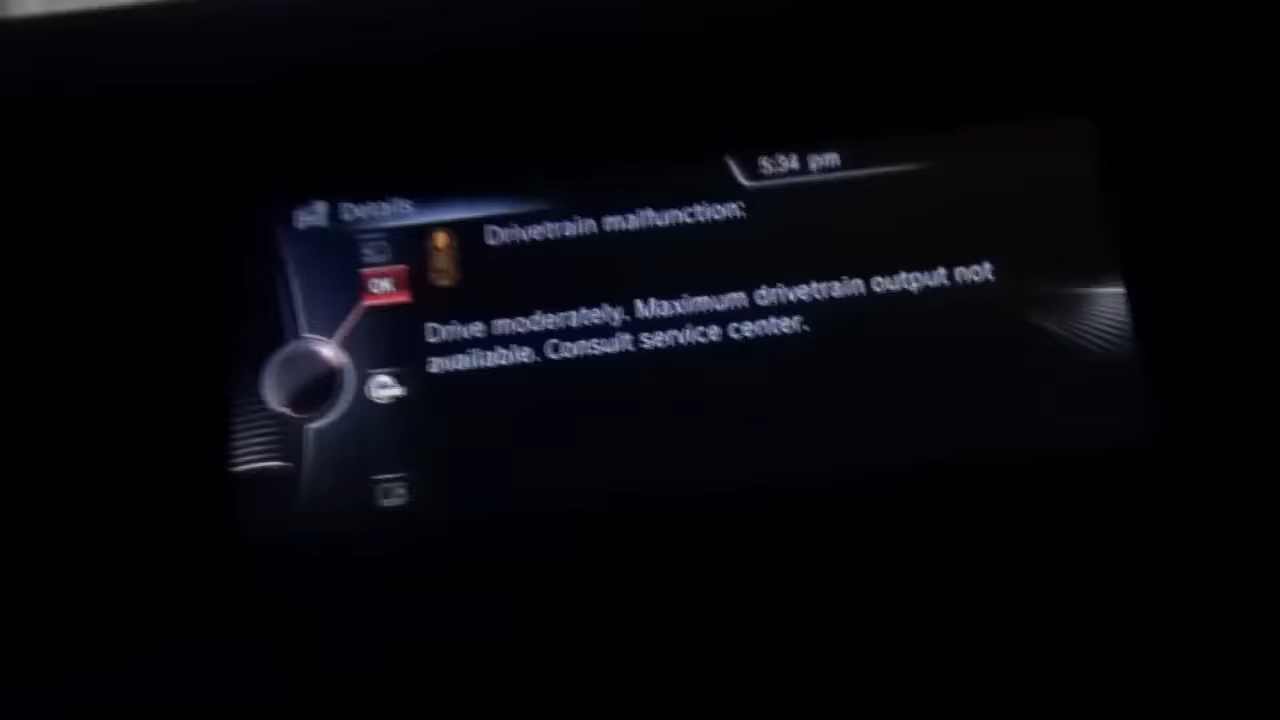 5:34 pm
Details
Drivetrain malfunction:
OK
Drive moderately. Maximum drivetrain output not
available. Consult service center.